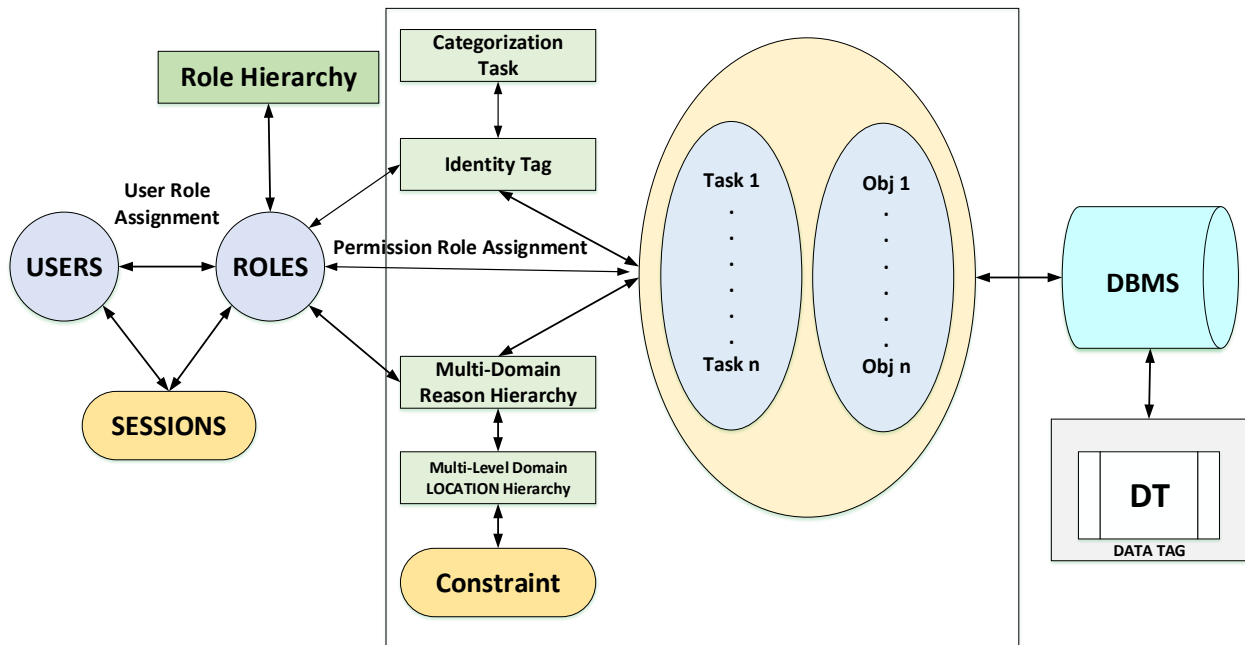 Categorization
Task
Role Hierarchy
Identity Tag
User Role
Assignment
Permission Role Assignment
USERS
ROLES
SESSIONS
Multi-Domain
Reason Hierarchy
Multi-Level Domain
LOCATION Hierarchy
Constraint
Task 1
.
.
.
.
.
.
Task n
Obj 1
.
.
.
.
.
.
Obj n
DBMS
DT
DATA TAG